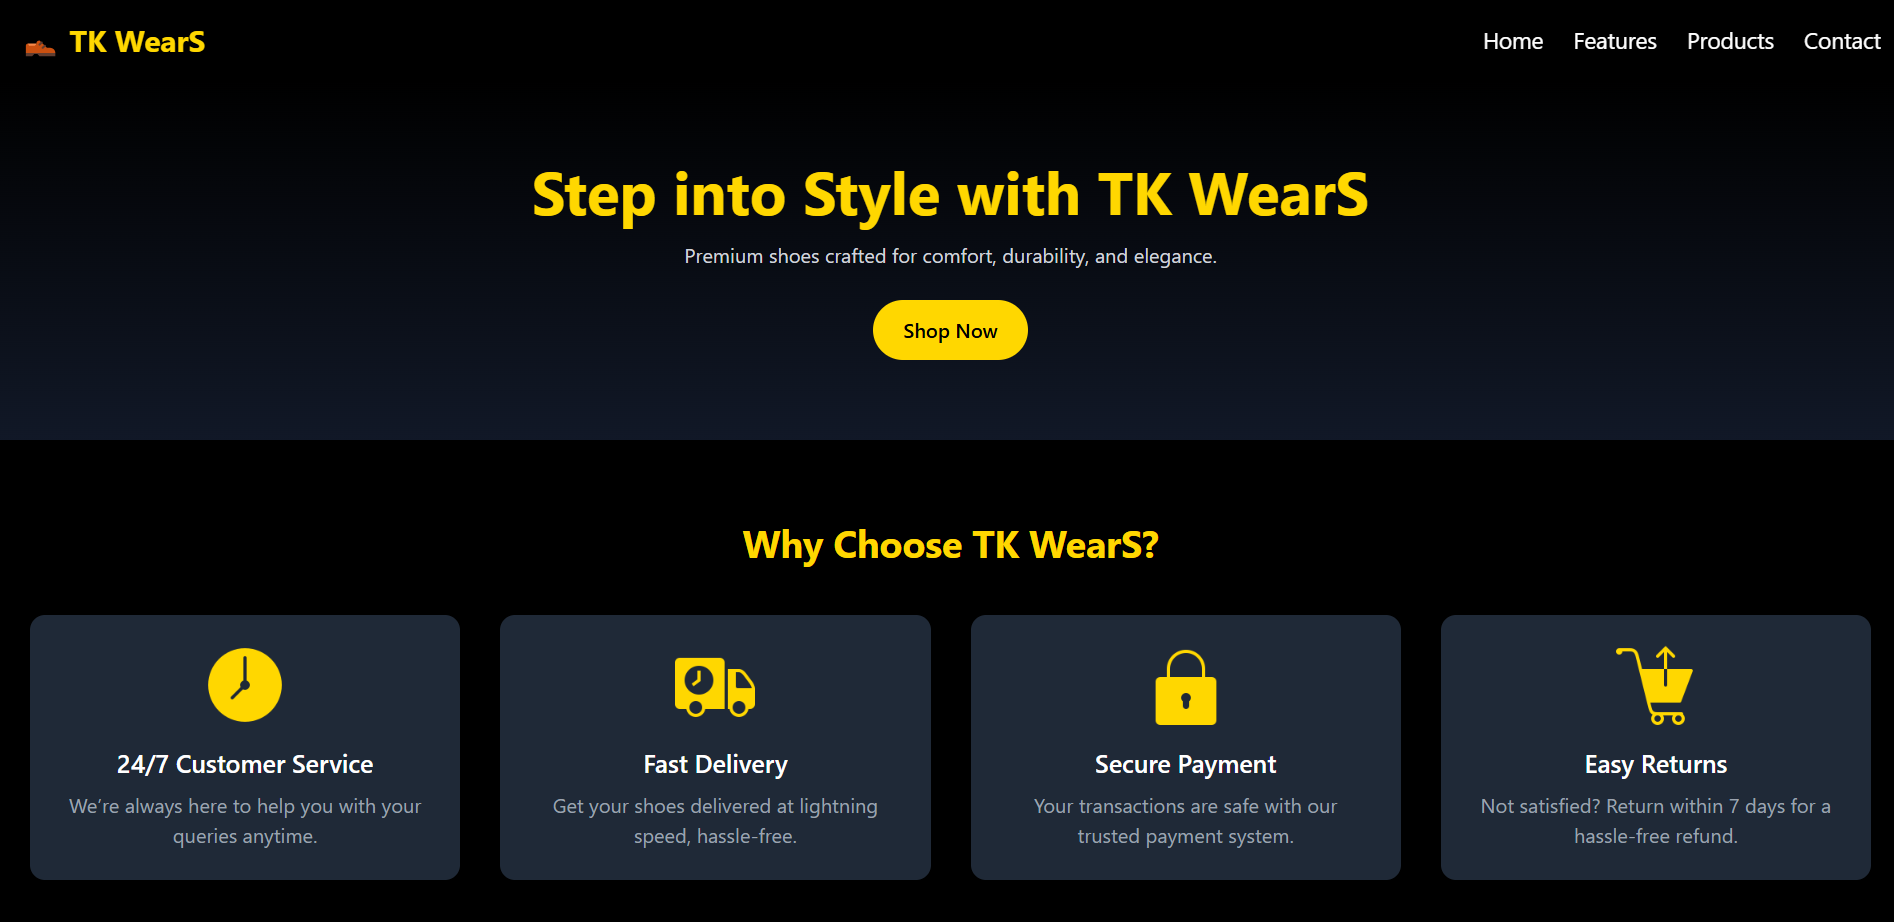 TK WearS
Home Features Products Contact
Step into Style with TK WearS
Premium shoes crafted for comfort, durability, and elegance.
Shop Now
Why Choose TK WearS?
24/7 Customer Service
We’re always here to help you with your
queries anytime.
Fast Delivery
Get your shoes delivered at lightning
speed, hassle-free.
Secure Payment
Your transactions are safe with our
trusted payment system.
Easy Returns
Not satisfied? Return within 7 days for a
hassle-free refund.